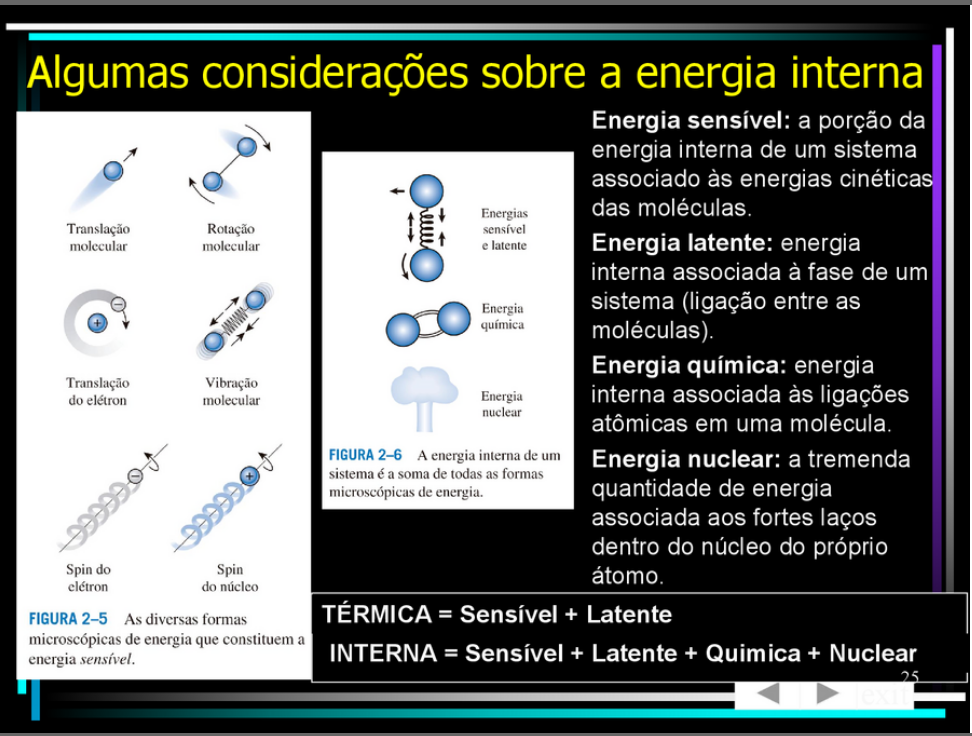 Algumas considerações sobre a energia interna
Translação
molecular
Rotação
molecular
Translação
do elétron
Vibração
molecular
Spin do
elétron
Spin
do núcleo
FIGURA 2–5 As diversas formas
microscópicas de energia que constituem a
energia sensível.
Energias
sensível
e latente
Energia
química
Energia
nuclear
FIGURA 2–6 A energia interna de um
sistema é a soma de todas as formas
microscópicas de energia.
Energia sensível: a porção da
energia interna de um sistema
associado às energias cinéticas
das moléculas.
Energia latente: energia
interna associada à fase de um
sistema (ligação entre as
moléculas).
Energia química: energia
interna associada às ligações
atômicas em uma molécula.
Energia nuclear: a tremenda
quantidade de energia
associada aos fortes laços
dentro do núcleo do próprio
átomo.
TÉRMICA = Sensível + Latente
INTERNA = Sensível + Latente + Quimica + Nuclear
25
exit